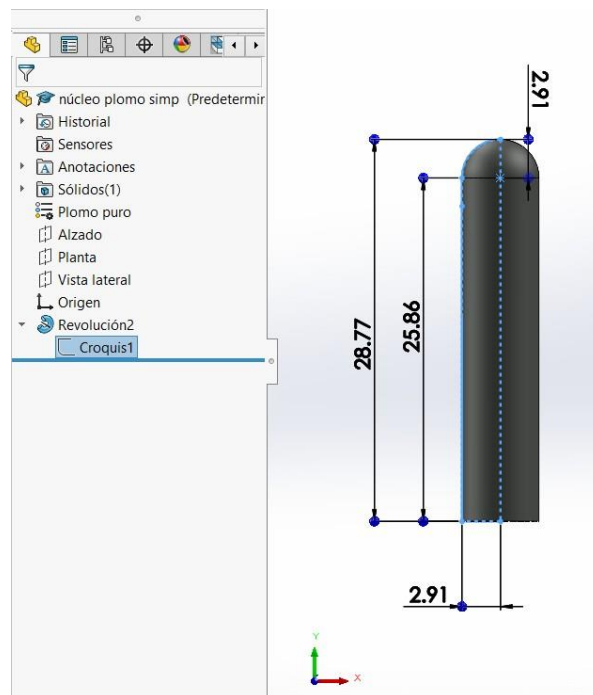 núcleo plomo simp (Predetermir
Historial
Sensores
A Anotaciones
Sólidos(1)
Plomo puro
Alzado
Planta
Vista lateral
Origen
Revolución2
Croquis1
2.91
28.77
25.86
2.91
Y
X